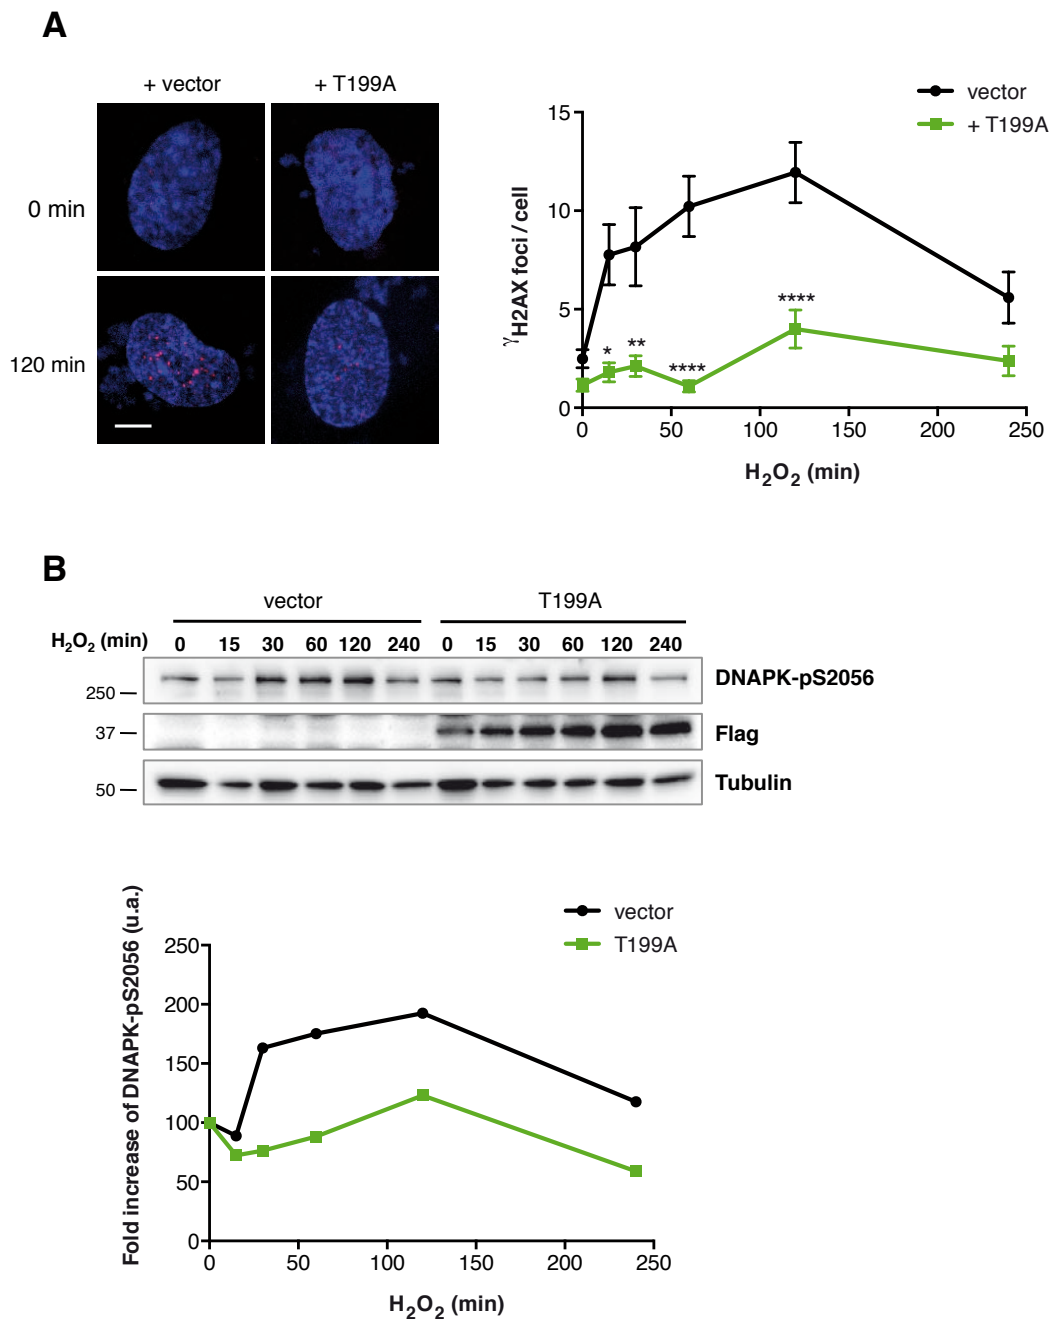 A
+ vector
+ T199A
0 min
120 min
vector
+ T199A
15
10
5
0
γH2AX foci / cell
*
**
****
****
0
50
100
150
200
250
H2O2 (min)
B
vector
T199A
H2O2 (min) 0 15 30 60 120 240 0 15 30 60 120 240
250
DNAPK-pS2056
37
Flag
50
Tubulin
vector
T199A
Fold increase of DNAPK-pS2056 (u.a.)
250
200
150
100
50
0
0
50
100
150
200
250
H2O2 (min)